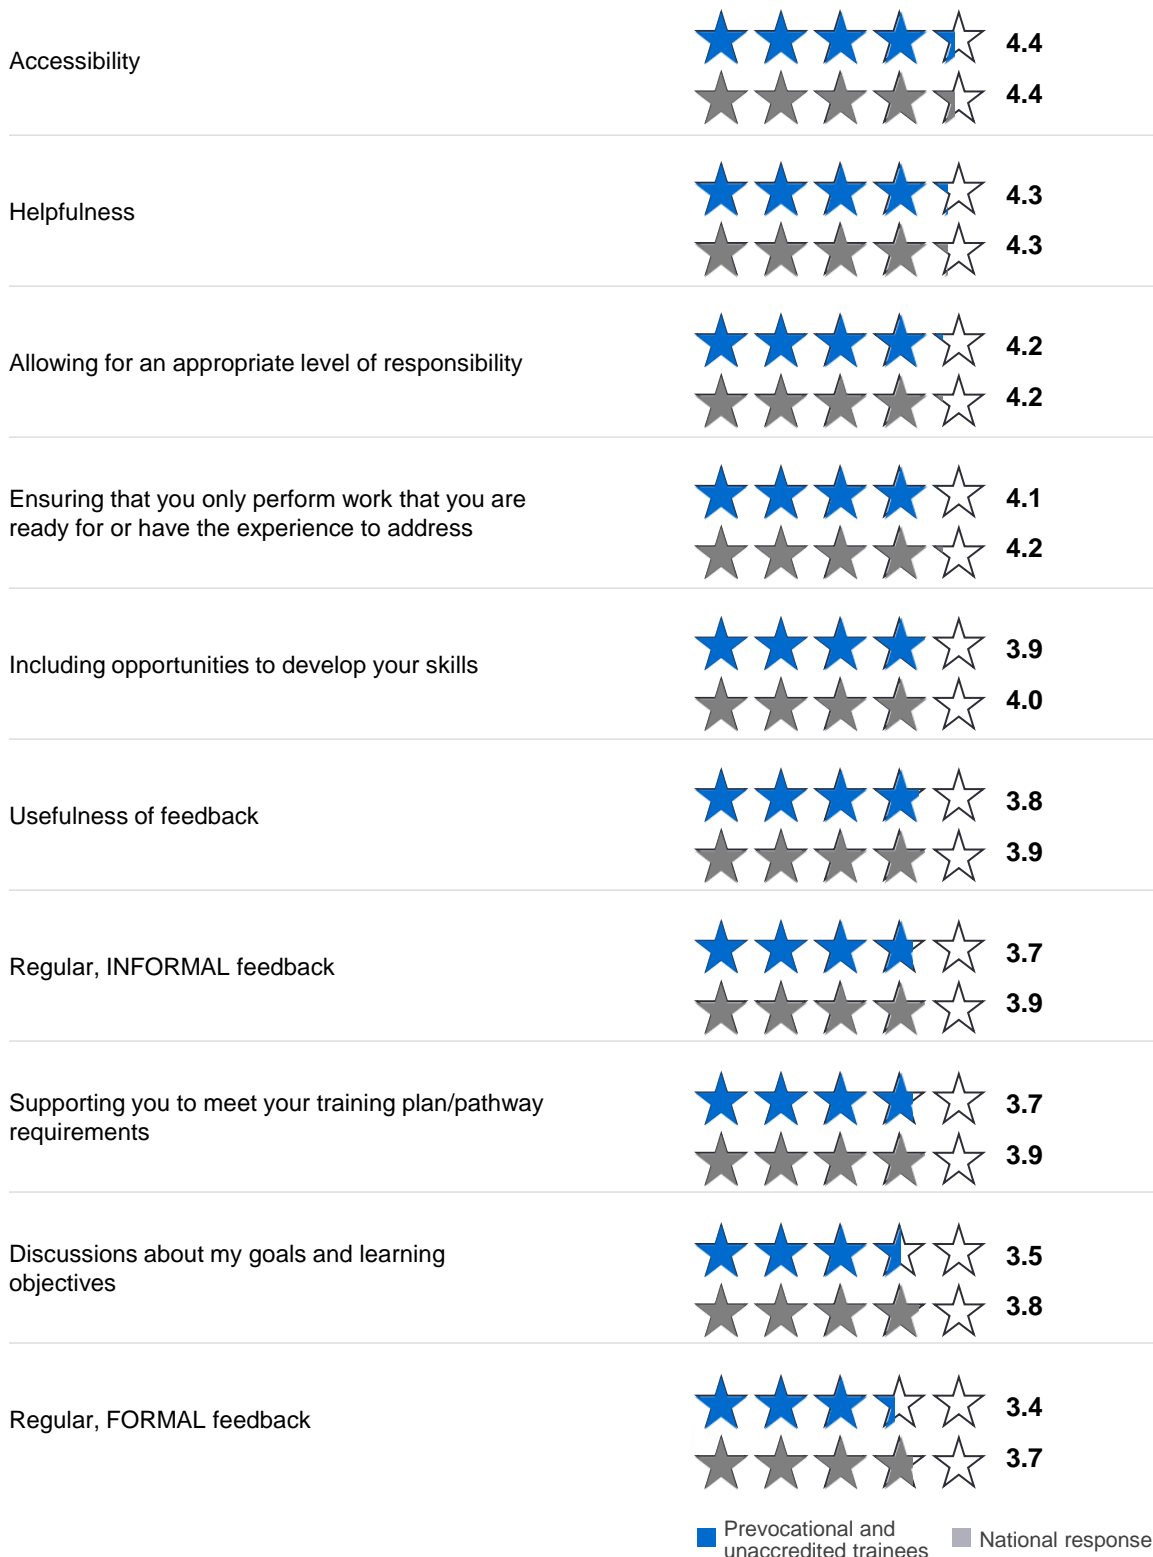 Accessibility
4.4
4.4
Helpfulness
4.3
4.3
Allowing for an appropriate level of responsibility
4.2
4.2
Ensuring that you only perform work that you are
ready for or have the experience to address
4.1
4.2
Including opportunities to develop your skills
3.9
4.0
Usefulness of feedback
3.8
3.9
Regular, INFORMAL feedback
3.7
3.9
Supporting you to meet your training plan/pathway
requirements
3.7
3.9
Discussions about my goals and learning
objectives
3.5
3.8
Regular, FORMAL feedback
3.4
3.7
Prevocational and
unaccredited trainees
National response